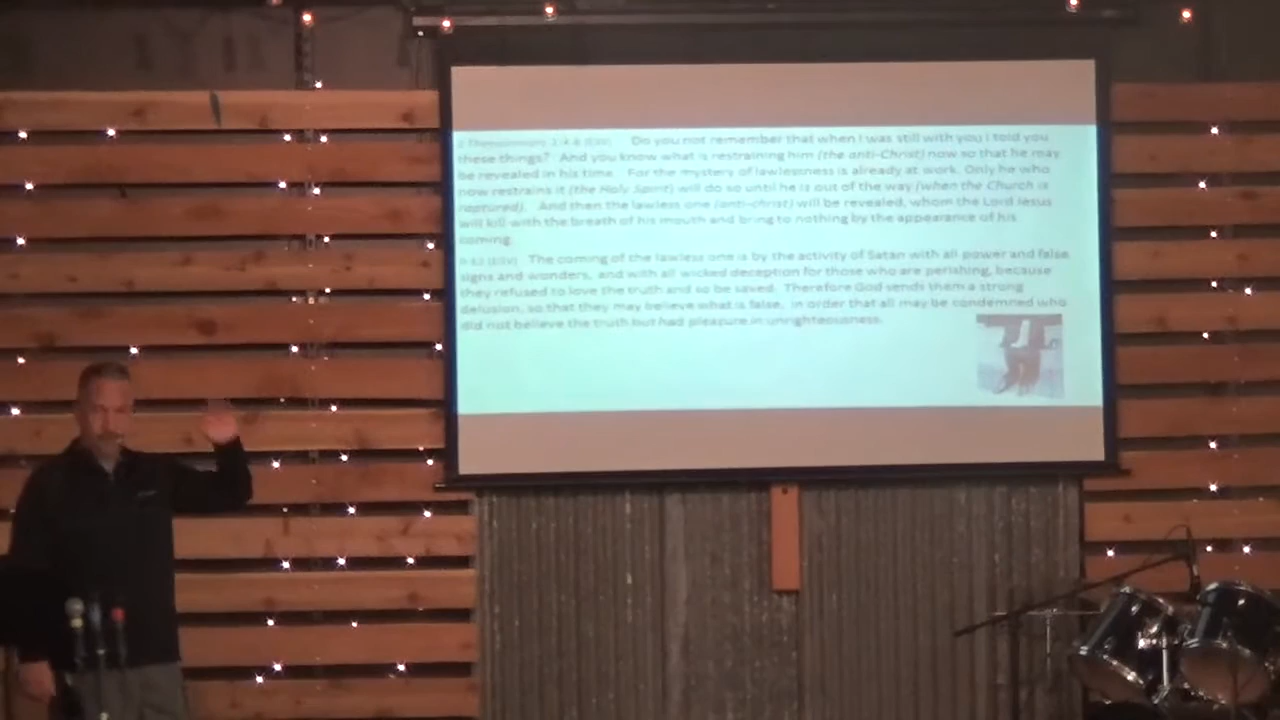 2 Thessalonians 2:4-8 (ESV) Do you not remember that when I was still with you I told you
these things? And you know what is restraining him (the anti-Christ) now so that he may
be revealed in his time. For the mystery of lawlessness is already at work. Only he who
now restrains it (the Holy Spirit) will do so until he is out of the way (when the Church is
raptured). And then the lawless one (anti-christ) will be revealed, whom the Lord Jesus
will kill with the breath of his mouth and bring to nothing by the appearance of his
coming.
9-12 (ESV) The coming of the lawless one is by the activity of Satan with all power and false
signs and wonders, and with all wicked deception for those who are perishing, because
they refused to love the truth and so be saved. Therefore God sends them a strong
delusion, so that they may believe what is false, in order that all may be condemned who
did not believe the truth but had pleasure in unrighteousness.